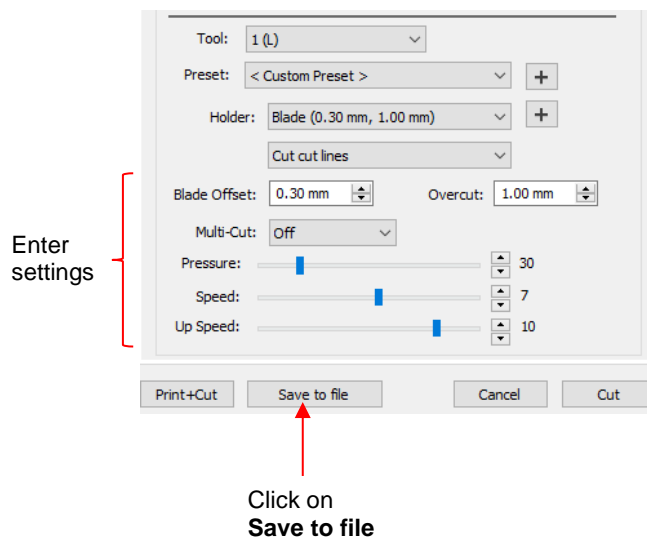 Tool: 1 (L)
Preset: < Custom Preset > +
Holder: Blade (0.30 mm, 1.00 mm) +
Cut cut lines
Blade Offset: 0.30 mm Overcut: 1.00 mm
Multi-Cut: Off
Enter
settings
Pressure: 30
Speed: 7
Up Speed: 10
Print+Cut Save to file Cancel Cut
Click on
Save to file